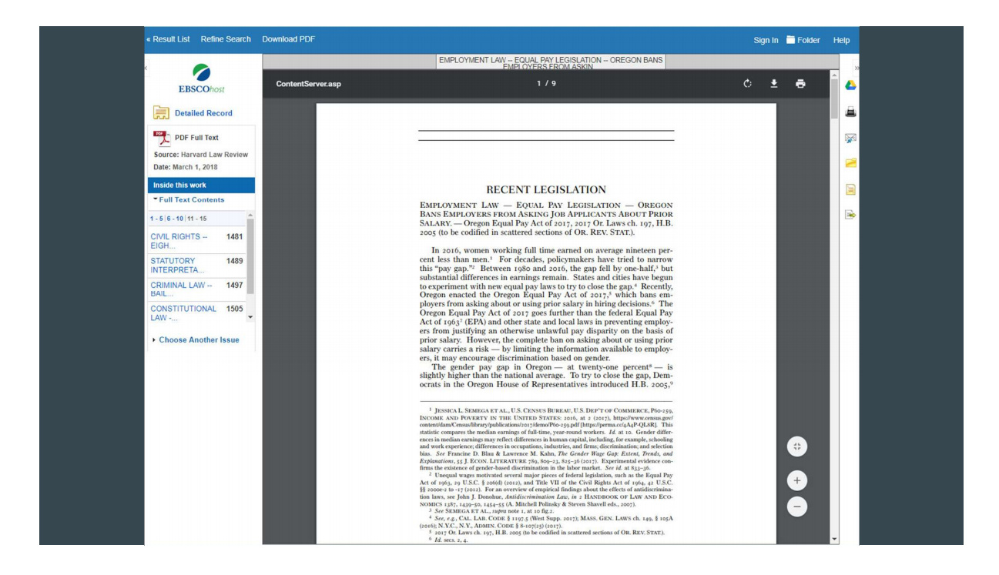 « Result List Refine Search Download PDF Sign In Folder Help
EMPLOYMENT LAW -- EQUAL PAY LEGISLATION -- OREGON BANS
EMPLOYERS FROM ASKIN
EBSCOhost
Detailed Record
PDF Full Text
Source: Harvard Law Review
Date: March 1, 2018
Inside this work
Full Text Contents
1 - 5 | 6 - 10 | 11 - 15
CIVIL RIGHTS -- 1481
EIGH...
STATUTORY 1489
INTERPRETA...
CRIMINAL LAW -- 1497
BAIL...
CONSTITUTIONAL 1505
LAW -...
Choose Another Issue
ContentServer.asp 1 / 9
RECENT LEGISLATION
EMPLOYMENT LAW — EQUAL PAY LEGISLATION — OREGON
BANS EMPLOYERS FROM ASKING JOB APPLICANTS ABOUT PRIOR
SALARY. — Oregon Equal Pay Act of 2017, 2017 Or. Laws ch. 197, H.B.
2005 (to be codified in scattered sections of OR. REV. STAT.).
In 2016, women working full time earned on average nineteen per-
cent less than men.¹ For decades, policymakers have tried to narrow
this “pay gap.”² Between 1980 and 2016, the gap fell by one-half,³ but
substantial differences in earnings remain. States and cities have begun
to experiment with new equal pay laws to try to close the gap.⁴ Recently,
Oregon enacted the Oregon Equal Pay Act of 2017,⁵ which bans em-
ployers from asking about or using prior salary in hiring decisions.⁶ The
Oregon Equal Pay Act of 2017 goes further than the federal Equal Pay
Act of 1963⁷ (EPA) and other state and local laws in preventing employ-
ers from justifying an otherwise unlawful pay disparity on the basis of
prior salary. However, the complete ban on asking about or using prior
salary carries a risk — by limiting the information available to employ-
ers, it may encourage discrimination based on gender.
The gender pay gap in Oregon — at twenty-one percent⁸ — is
slightly higher than the national average. To try to close the gap, Dem-
ocrats in the Oregon House of Representatives introduced H.B. 2005,⁹
¹ JESSICA L. SEMEGA ET AL., U.S. CENSUS BUREAU, U.S. DEP'T OF COMMERCE, P60-259,
INCOME AND POVERTY IN THE UNITED STATES: 2016, at 2 (2017), https://www.census.gov/
content/dam/Census/library/publications/2017/demo/P60-259.pdf [https://perma.cc/4A4P-QL8R]. This
statistic compares the median earnings of full-time, year-round workers. Id. at 10. Gender differ-
ences in median earnings may reflect differences in human capital, including, for example, schooling
and work experience; differences in occupations, industries, and firms; discrimination; and selection
bias. See Francine D. Blau & Lawrence M. Kahn, The Gender Wage Gap: Extent, Trends, and
Explanations, 55 J. ECON. LITERATURE 789, 809–23, 825–36 (2017). Experimental evidence con-
firms the existence of gender-based discrimination in the labor market. See id. at 833–36.
² Unequal wages motivated several major pieces of federal legislation, such as the Equal Pay
Act of 1963, 29 U.S.C. § 206(d) (2012), and Title VII of the Civil Rights Act of 1964, 42 U.S.C.
§§ 2000e-2 to -17 (2012). For an overview of empirical findings about the effects of antidiscrimina-
tion laws, see John J. Donohue, Antidiscrimination Law, in 2 HANDBOOK OF LAW AND ECO-
NOMICS 1387, 1439–50, 1454–55 (A. Mitchell Polinsky & Steven Shavell eds., 2007).
³ See SEMEGA ET AL., supra note 1, at 10 fig.2.
⁴ See, e.g., CAL. LAB. CODE § 1197.5 (West Supp. 2017); MASS. GEN. LAWS ch. 149, § 105A
(2016); N.Y.C., N.Y., ADMIN. CODE § 8-107(25) (2017).
⁵ 2017 Or. Laws ch. 197, H.B. 2005 (to be codified in scattered sections of OR. REV. STAT.).
⁶ Id. secs. 2, 4.